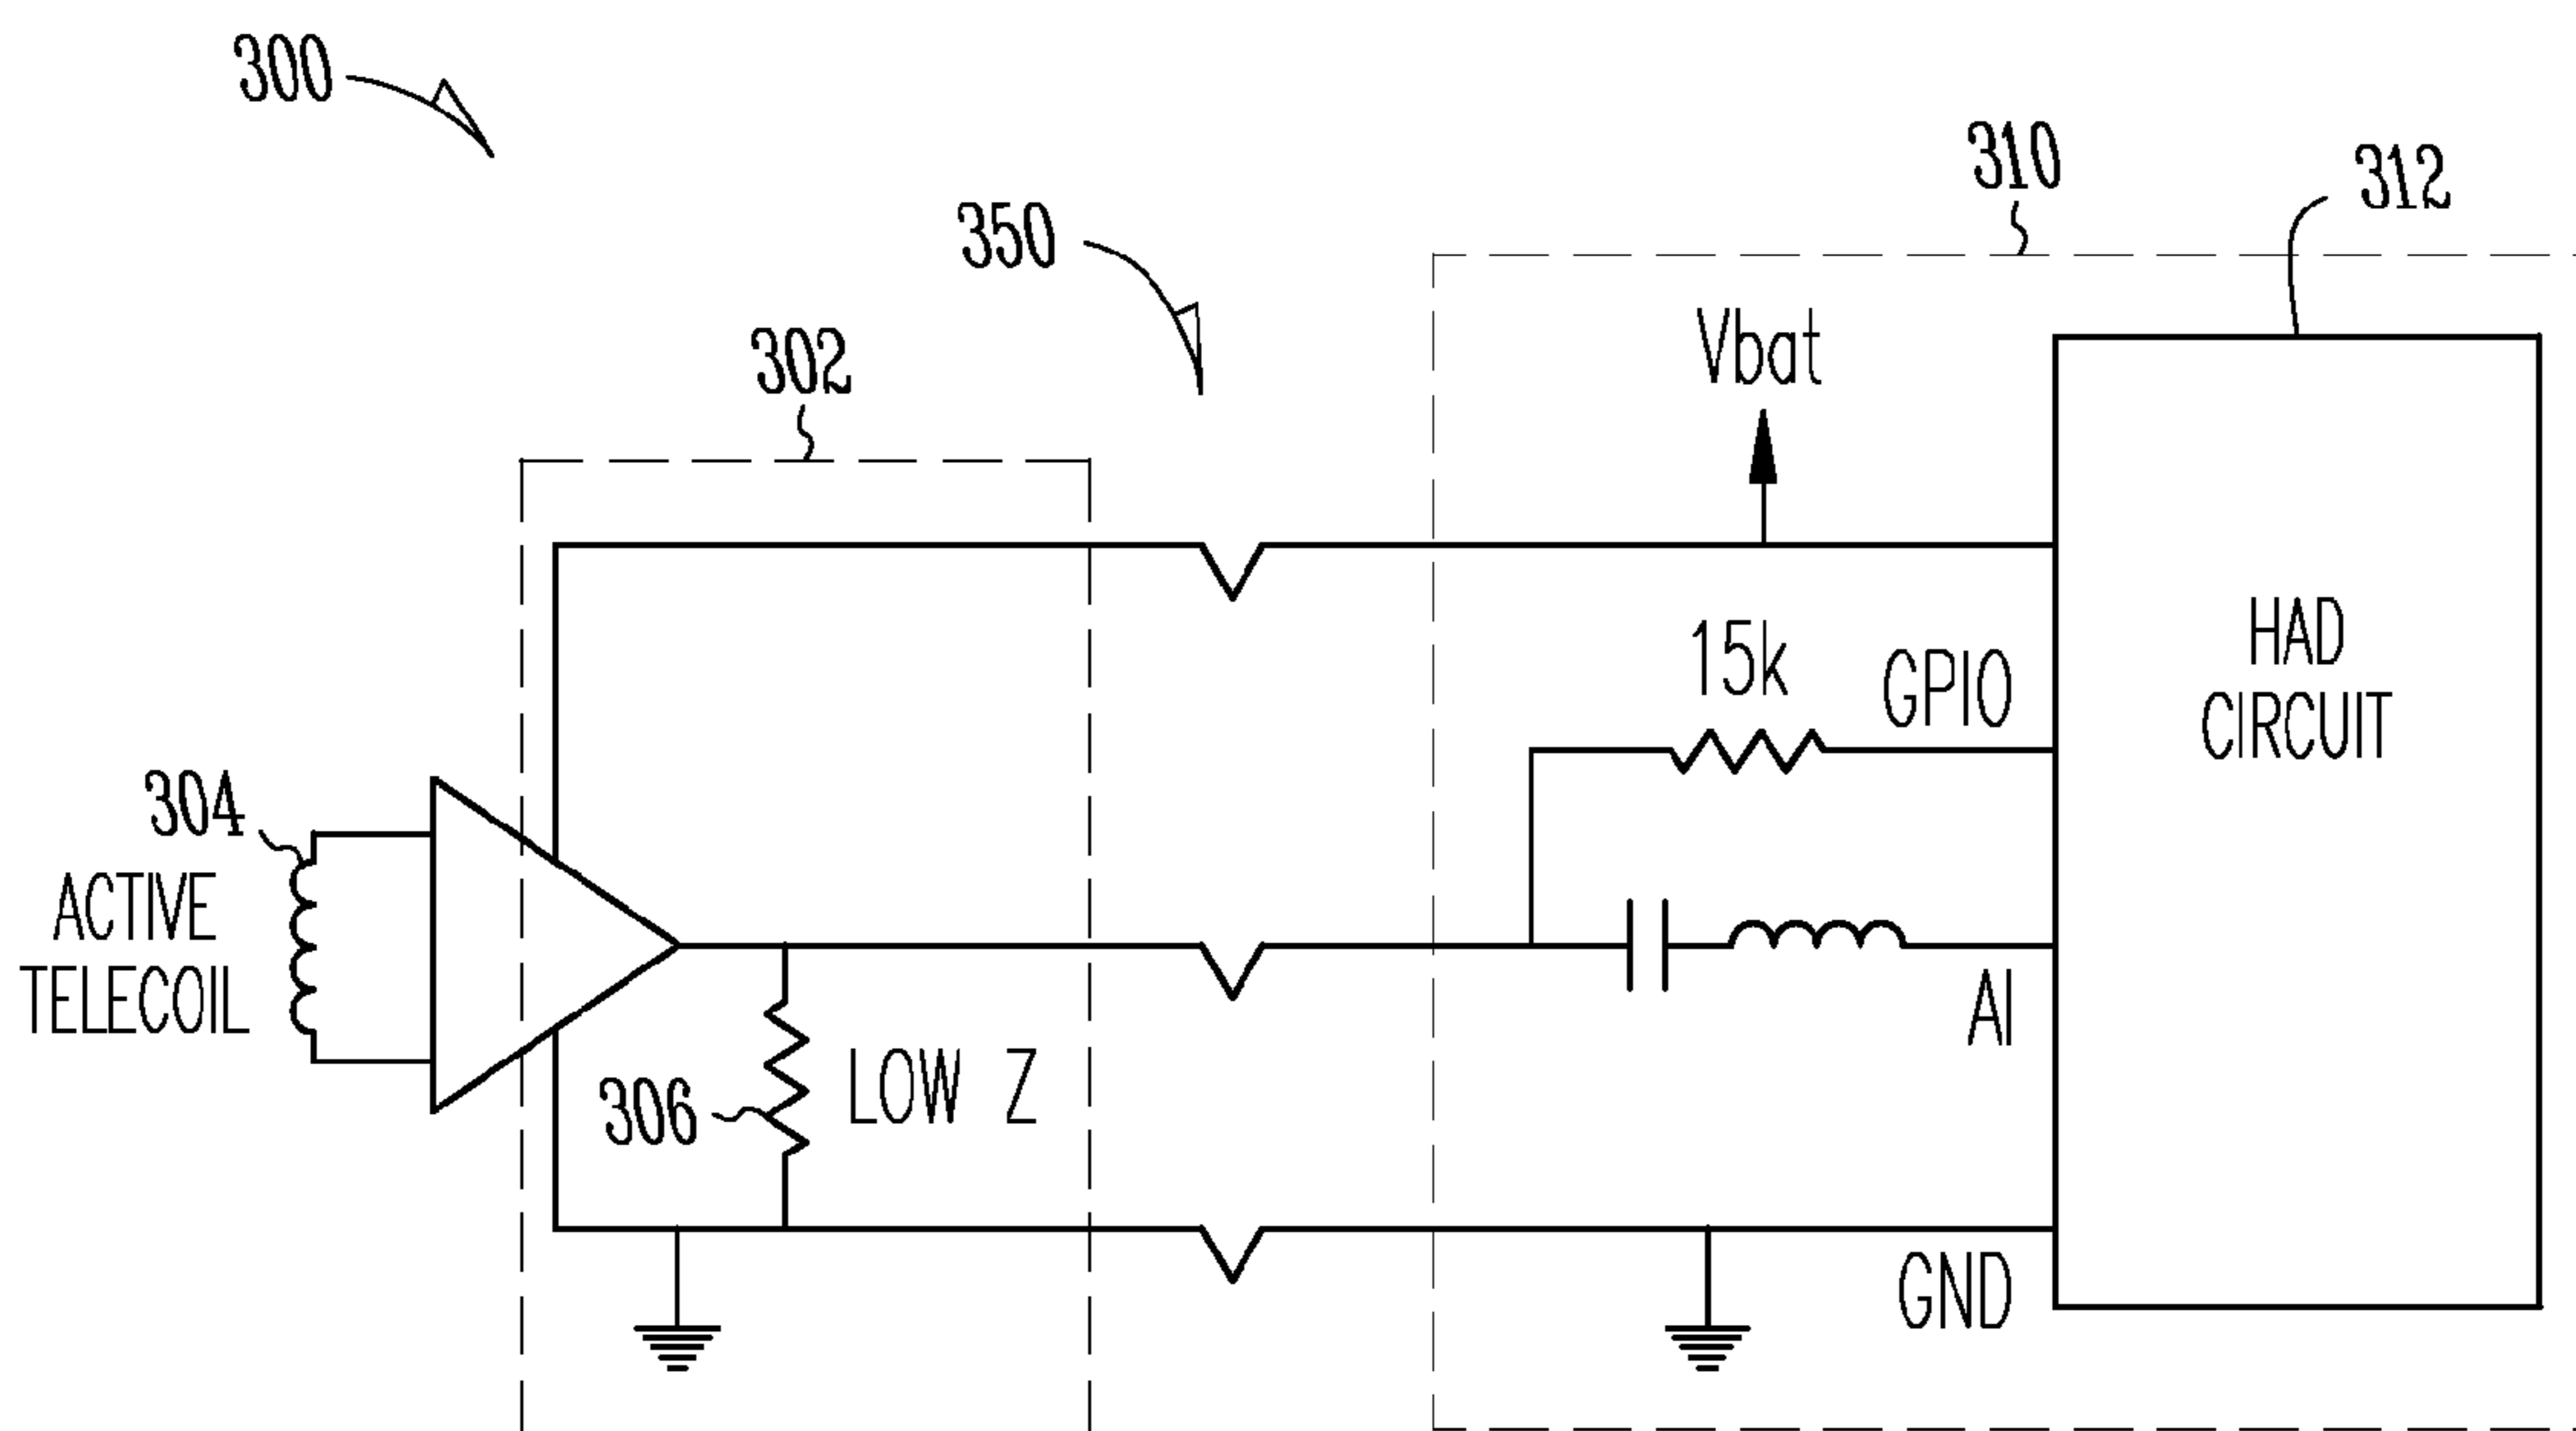 300
310
312
350
302
Vbat
15k
GPIO
HAD
CIRCUIT
304
ACTIVE
TELECOIL
306
LOW Z
AI
GND